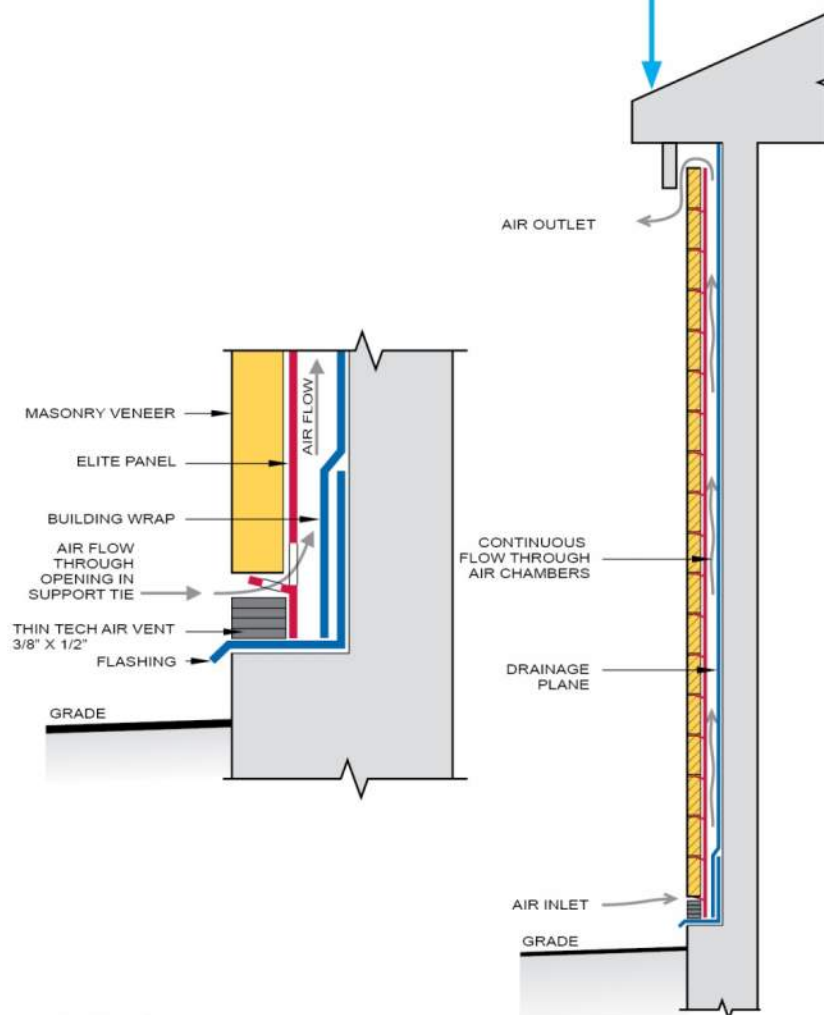 AIR OUTLET
MASONRY VENEER
ELITE PANEL
BUILDING WRAP
AIR FLOW
THROUGH
OPENING IN
SUPPORT TIE
THIN TECH AIR VENT
3/8" X 1/2"
FLASHING
GRADE
AIR FLOW
CONTINUOUS
FLOW THROUGH
AIR CHAMBERS
DRAINAGE
PLANE
AIR INLET
GRADE